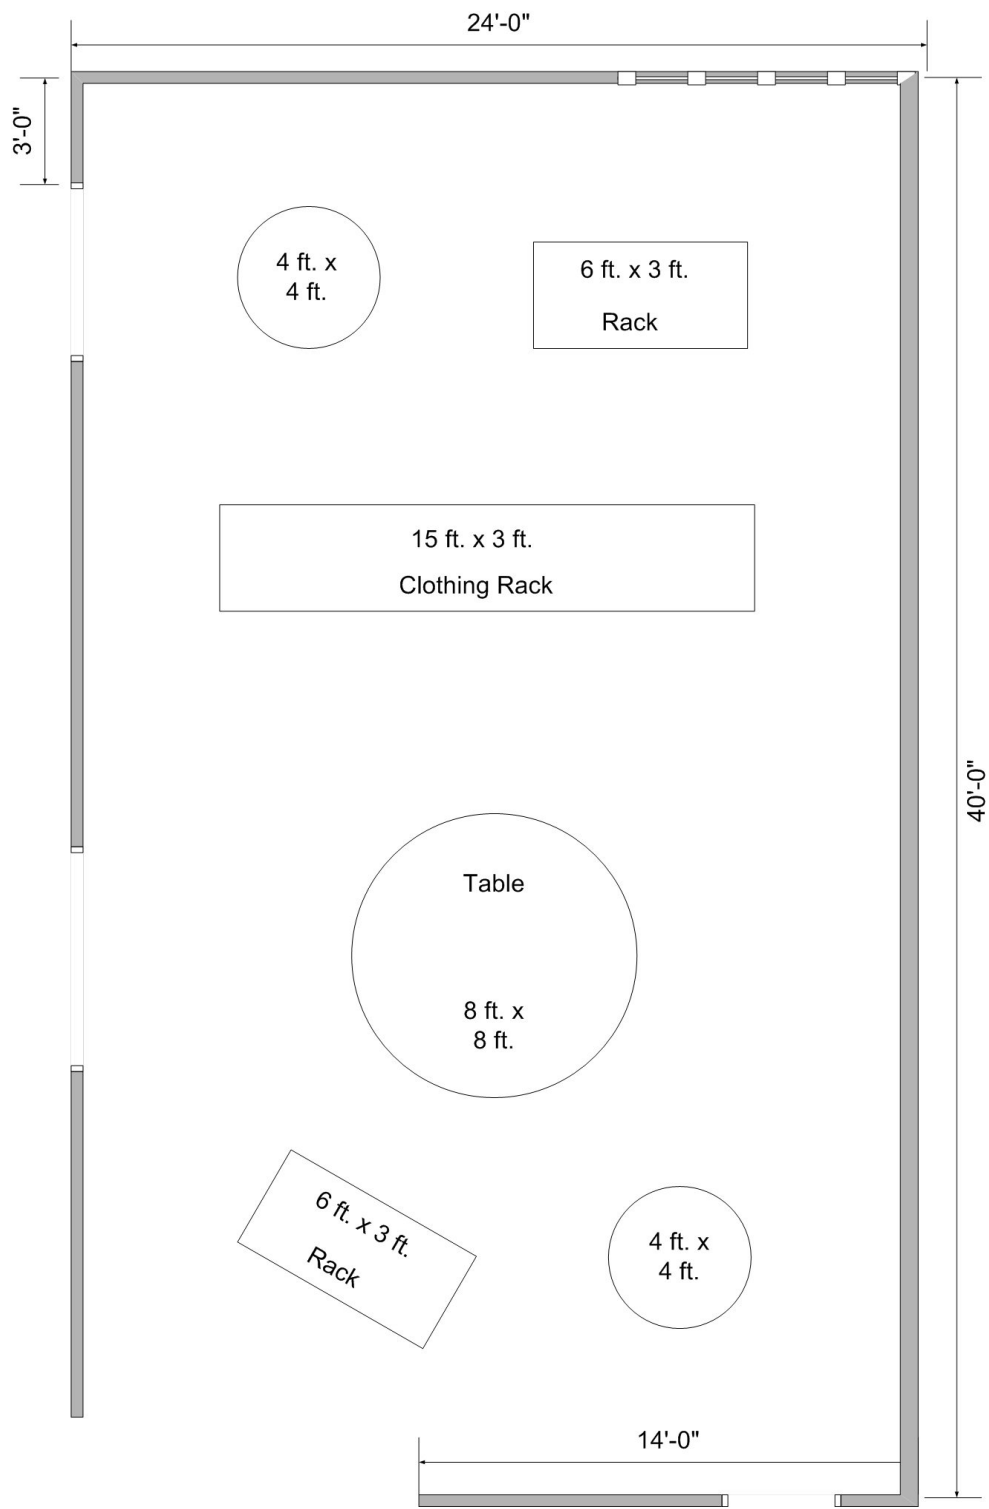 24'-0"
3'-0"
4 ft. x
4 ft.
6 ft. x 3 ft.
Rack
15 ft. x 3 ft.
Clothing Rack
40'-0"
Table
8 ft. x
8 ft.
6 ft. x 3 ft.
Rack
4 ft. x
4 ft.
14'-0"